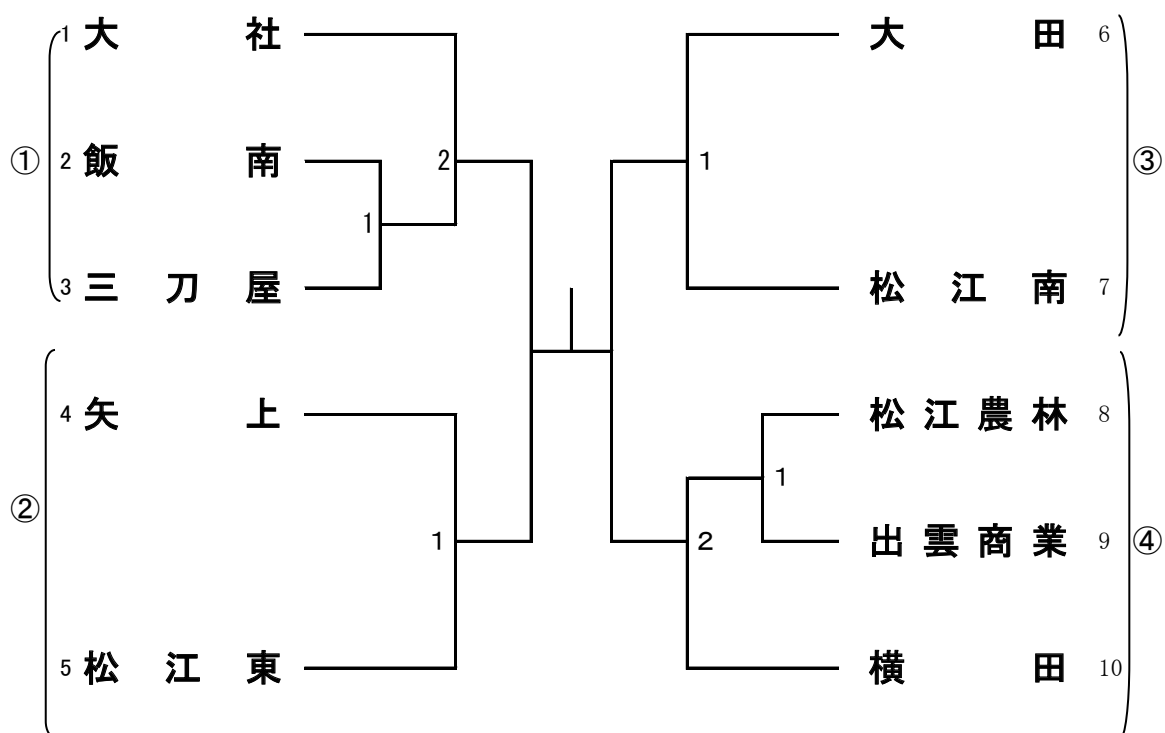 1 大社
① 2 飯南 2
1
3 三刀屋
4 矢上
② 1
5 松江東
大田 6
1 ③
松江南 7
松江農林 8
1
2 出雲商業 9 ④
横田 10